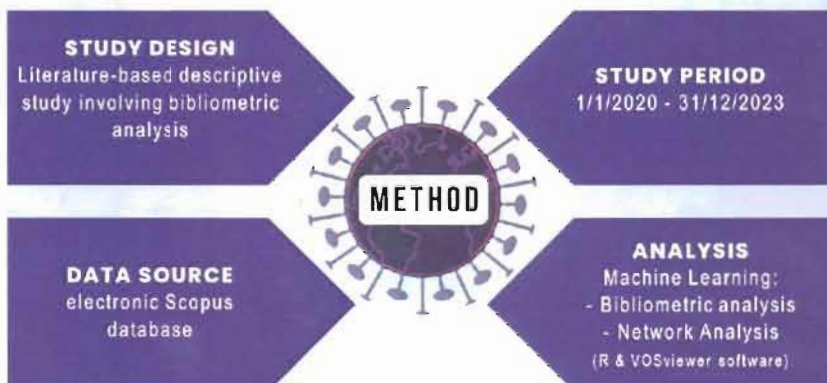 STUDY DESIGN
Literature-based descriptive
study involving bibliometric
analysis
STUDY PERIOD
1/1/2020 - 31/12/2023
METHOD
DATA SOURCE
electronic Scopus
database
ANALYSIS
Machine Learning:
- Bibliometric analysis
- Network Analysis
(R & VOSviewer software)